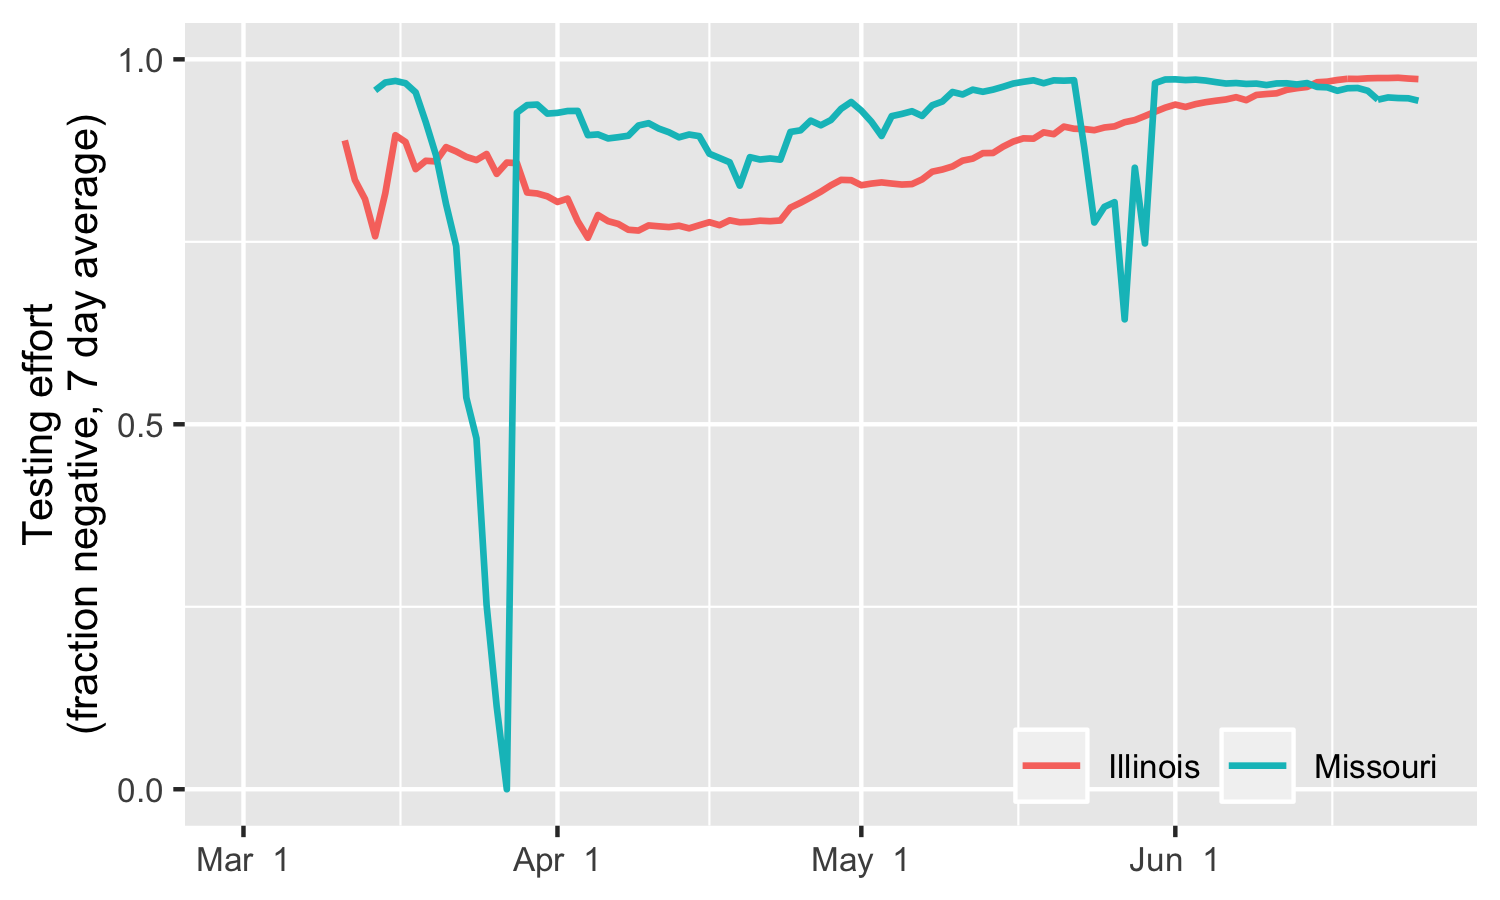 Testing effort
(fraction negative, 7 day average)
1.0
0.5
0.0
Mar 1
Apr 1
May 1
Jun 1
Illinois
Missouri